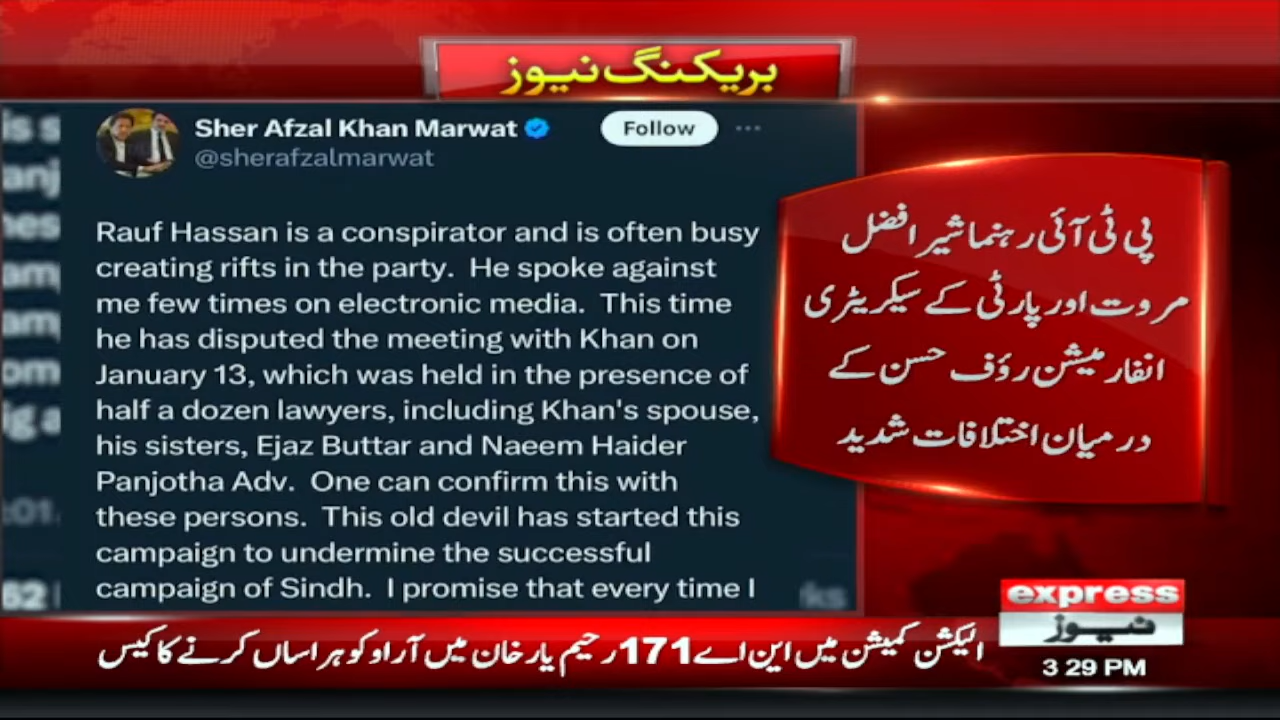 بریکنگ نیوز
Sher Afzal Khan Marwat
Follow
@sherafzalmarwat
Rauf Hassan is a conspirator and is often busy
creating rifts in the party. He spoke against
me few times on electronic media. This time
he has disputed the meeting with Khan on
January 13, which was held in the presence of
half a dozen lawyers, including Khan's spouse,
his sisters, Ejaz Buttar and Naeem Haider
Panjotha Adv. One can confirm this with
these persons. This old devil has started this
campaign to undermine the successful
campaign of Sindh. I promise that every time I
پی ٹی آئی رہنما شیر افضل
مروت اور پارٹی کے سیکریٹری
انفارمیشن رؤف حسن کے
درمیان اختلافات شدید
express
نیوز
3 29 PM
الیکشن کمیشن میں این اے 171 رحیم یار خان میں آر او کو ہراساں کرنے کا کیس